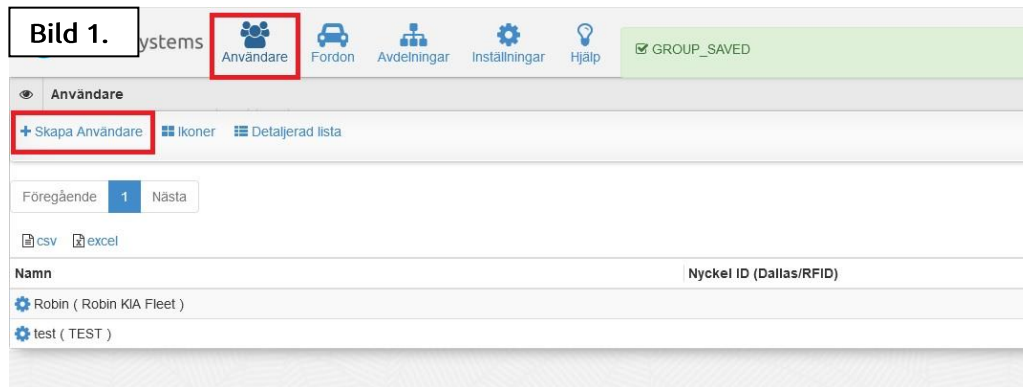 Bild 1.
ystems
Användare
Fordon
Avdelningar
Inställningar
Hjälp
GROUP_SAVED
Användare
+ Skapa Användare
Ikoner
Detaljerad lista
Föregående 1 Nästa
csv excel
Namn Nyckel ID (Dallas/RFID)
Robin ( Robin KIA Fleet )
test ( TEST )